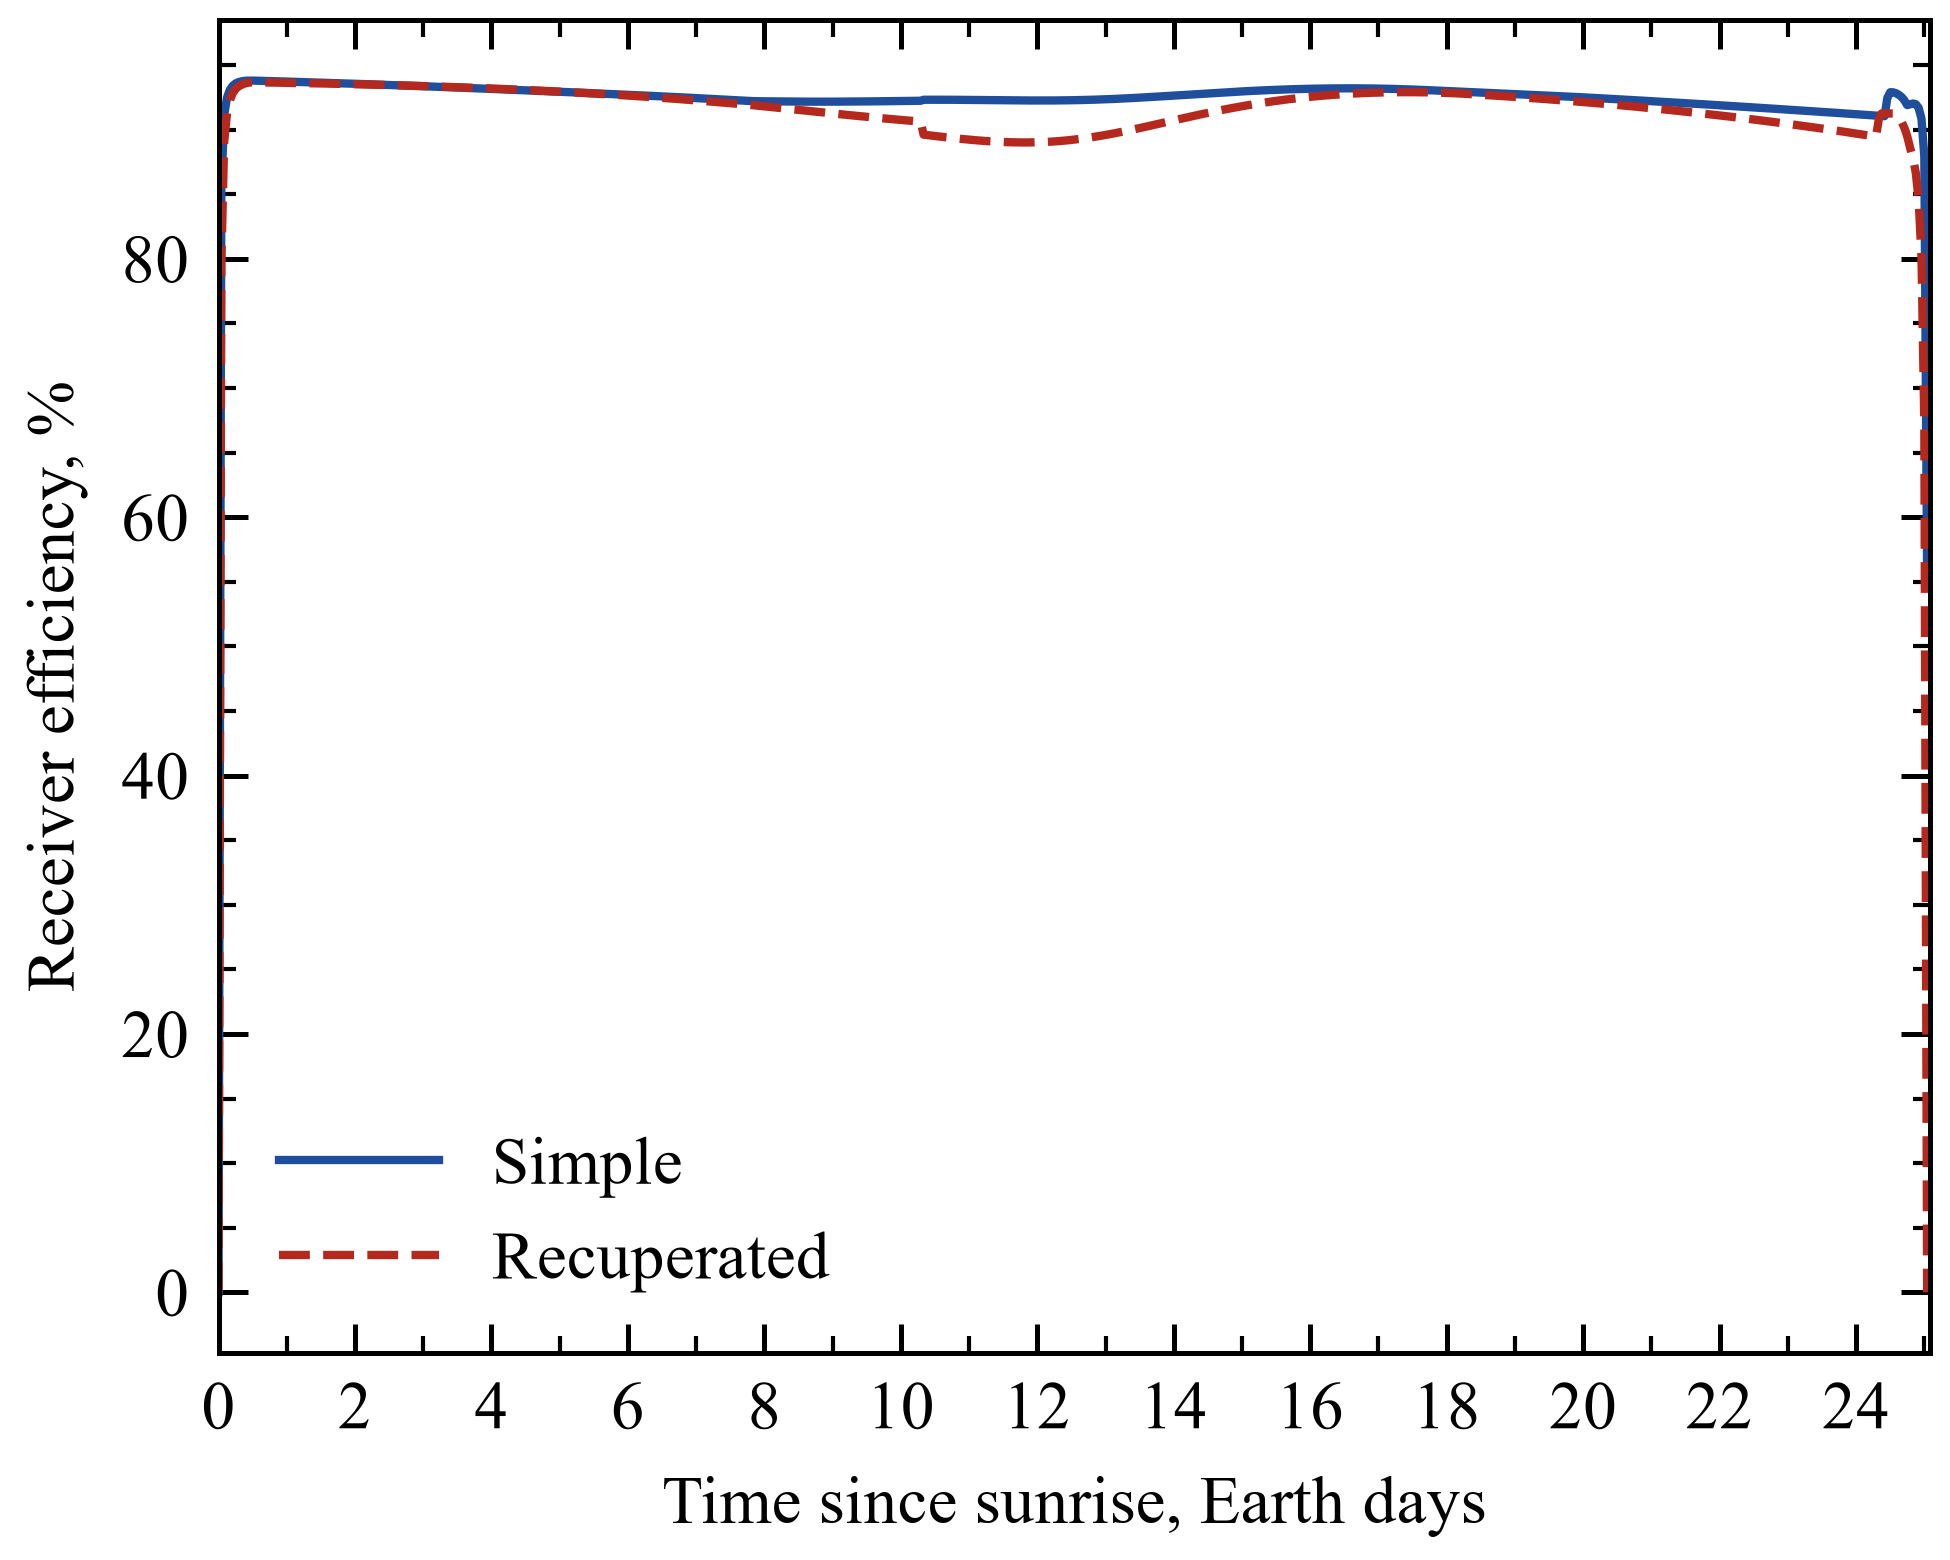 Receiver efficiency, %
80
60
40
20
0
Simple
Recuperated
0 2 4 6 8 10 12 14 16 18 20 22 24
Time since sunrise, Earth days